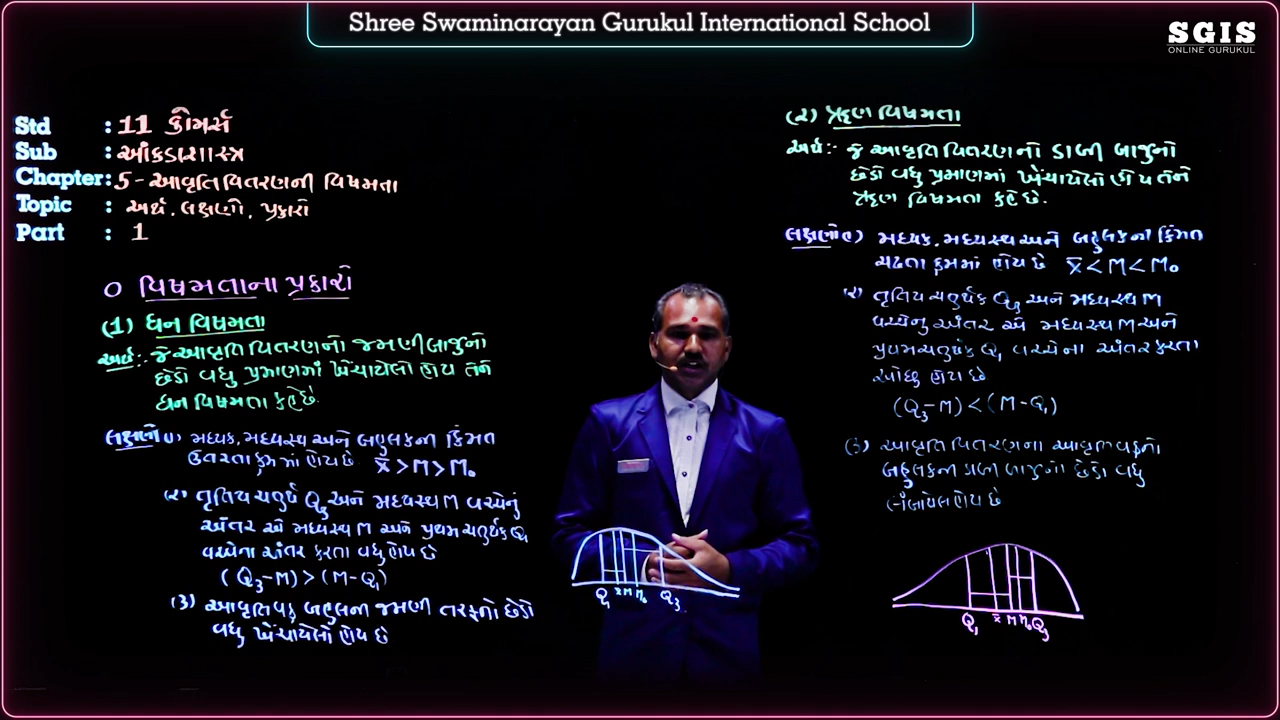 Shree Swaminarayan Gurukul International School
SGIS
ONLINE GURUKUL
Std : 11 કોમર્સ
Sub : આંકડાશાસ્ત્ર
Chapter: 5 - આવૃતિ વિતરણની વિષમતા
Topic : અર્થ, લક્ષણો, પ્રકારો
Part : 1
૦ વિષમતાના પ્રકારો
(1) ધન વિષમતા
અર્થ:- જે આવૃતિ વિતરણનો જમણી બાજુનો
છેડો વધુ પ્રમાણમાં ખેંચાયેલો હોય તેને
ધન વિષમતા કહે છે.
લક્ષણો (૧) મધ્યક, મધ્યસ્થ અને બહુલકની કિંમત
ઉતરતા ક્રમમાં હોય છે. x̄ > M > M₀
(૨) તૃતિય ચતુર્થ Q₃ અને મધ્યસ્થ M વચ્ચેનું
અંતર એ મધ્યસ્થ M અને પ્રથમ ચતુર્થક Q₁
વચ્ચેના અંતર કરતા વધુ હોય છે
(Q₃-M) > (M-Q₁)
(3) આવૃતિવક્ર બહુલની જમણી તરફનો છેડો
વધુ ખેંચાયેલો હોય છે
Q₁ x̄ M M₀ Q₃
(૨) ઋણ વિષમતા
અર્થ:- જે આવૃતિ વિતરણનો ડાબી બાજુનો
છેડો વધુ પ્રમાણમાં ખેંચાયેલો હોય તેને
ઋણ વિષમતા કહે છે.
લક્ષણો ૧) મધ્યક, મધ્યસ્થ અને બહુલકની કિંમત
ચઢતા ક્રમમાં હોય છે x̄ < M < M₀
(૨) તૃતિય ચતુર્થક Q₃ અને મધ્યસ્થ M
વચ્ચેનું અંતર એ મધ્યસ્થ M અને
પ્રથમ ચતુર્થક Q₁ વચ્ચેના અંતર કરતા
ઓછુ હોય છે
(Q₃-M) < (M-Q₁)
(3) આવૃતિ વિતરણના આવૃતિ વક્રનો
બહુલકની ડાબી બાજુનો છેડો વધુ
હોય છે
Q₁ x̄ M M₀ Q₃